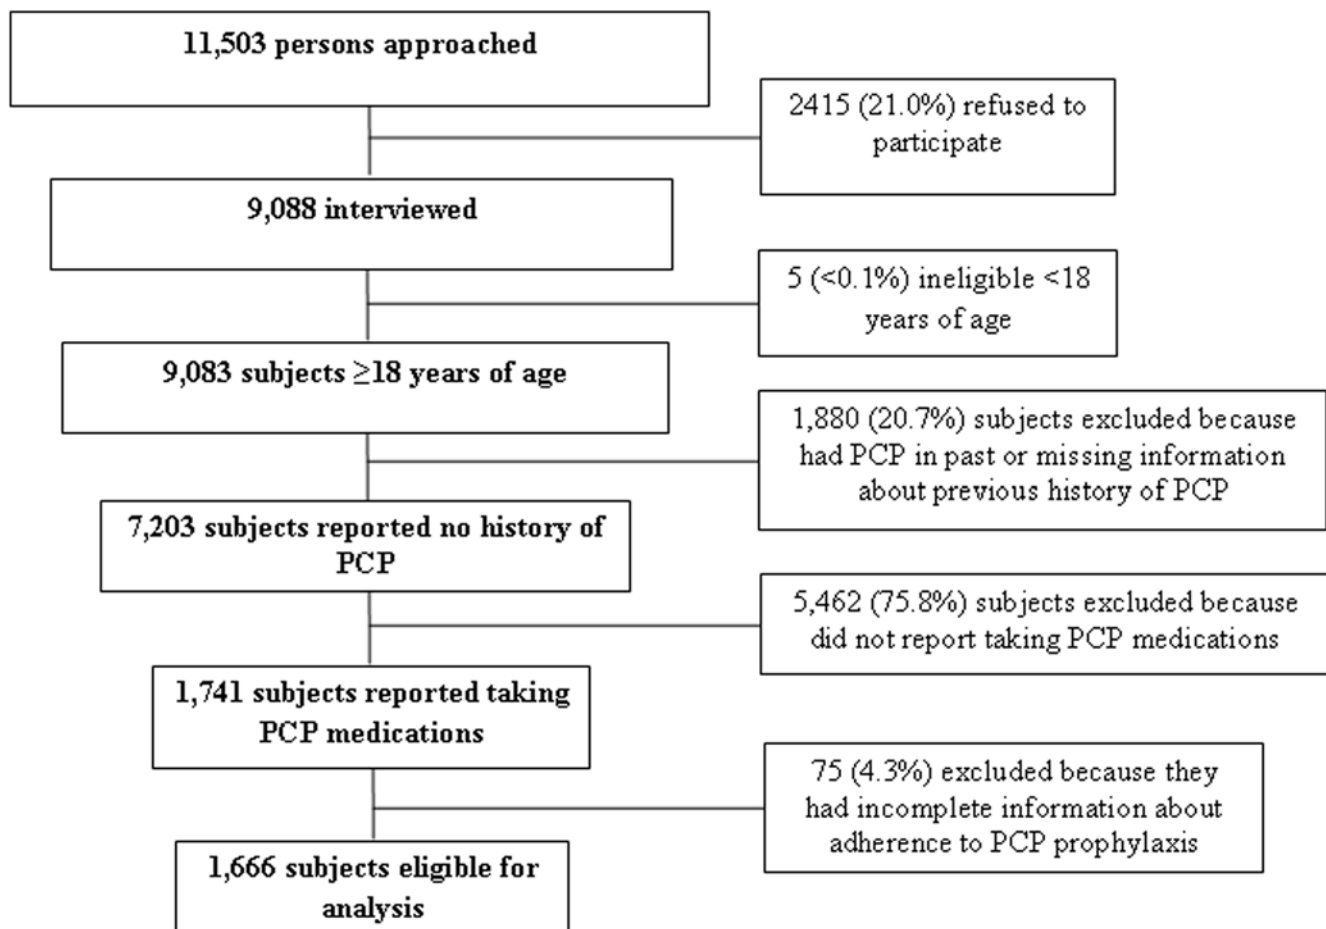 11,503 persons approached
2415 (21.0%) refused to
participate
9,088 interviewed
5 (<0.1%) ineligible <18
years of age
9,083 subjects ≥18 years of age
1,880 (20.7%) subjects excluded because
had PCP in past or missing information
about previous history of PCP
7,203 subjects reported no history of
PCP
5,462 (75.8%) subjects excluded because
did not report taking PCP medications
1,741 subjects reported taking
PCP medications
75 (4.3%) excluded because they
had incomplete information about
adherence to PCP prophylaxis
1,666 subjects eligible for
analysis